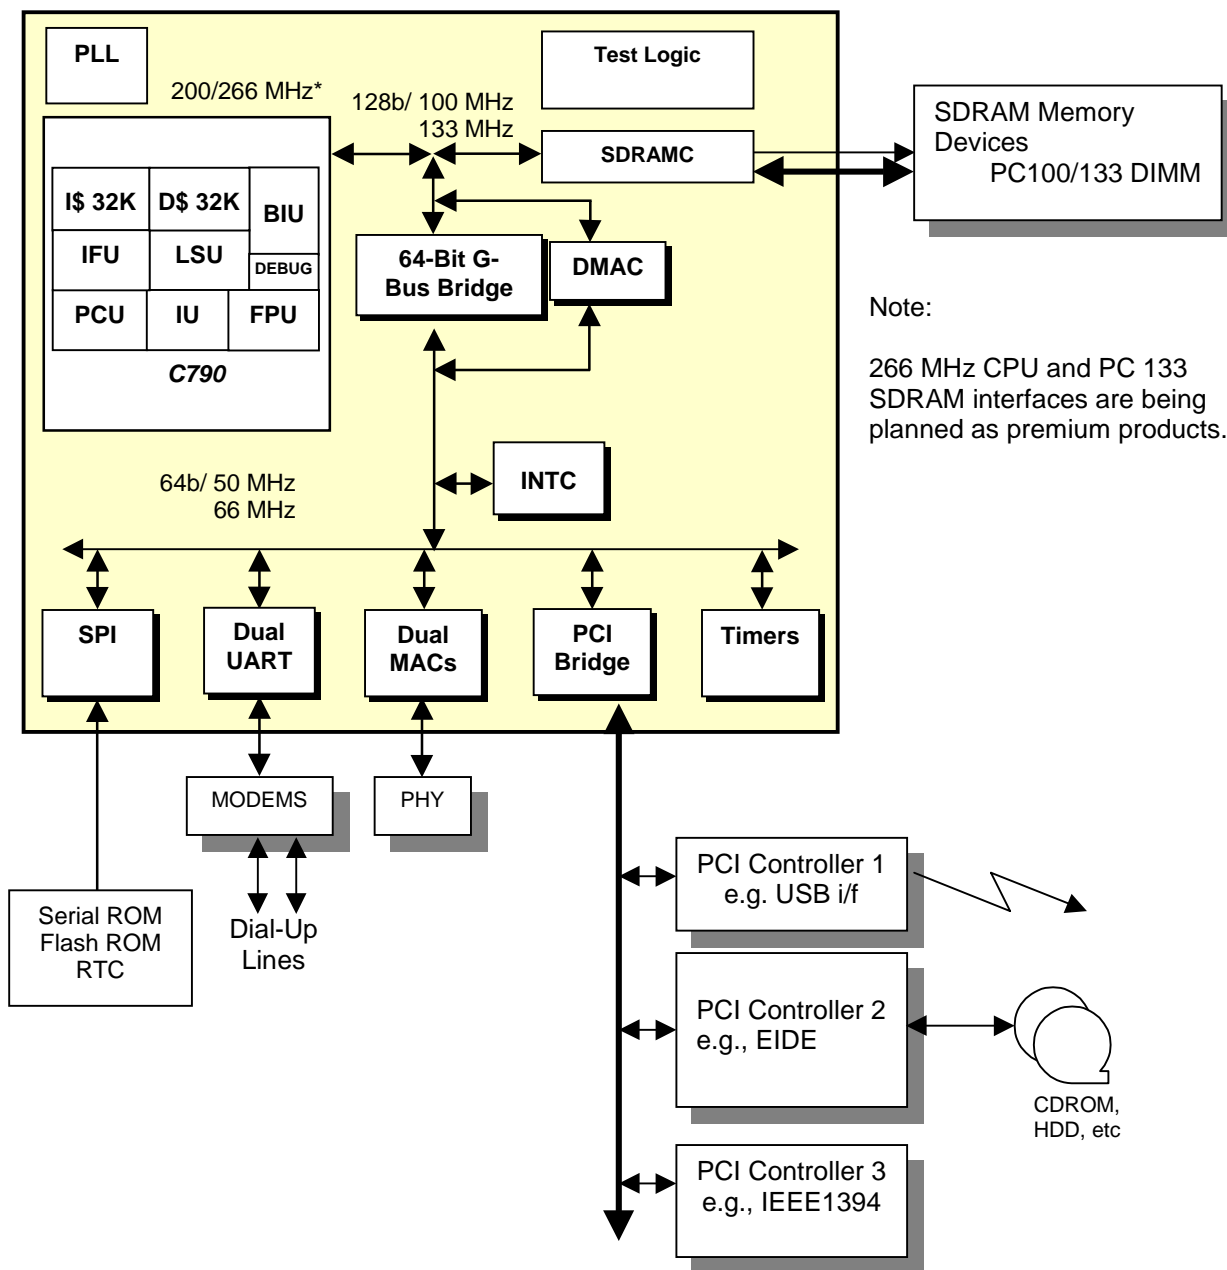 PLL
Test Logic
200/266 MHz*
128b/ 100 MHz
133 MHz
SDRAMC
SDRAM Memory
Devices
PC100/133 DIMM
I$ 32K
D$ 32K
BIU
IFU
LSU
DEBUG
PCU
IU
FPU
C790
64-Bit G-
Bus Bridge
DMAC
Note:
266 MHz CPU and PC 133
SDRAM interfaces are being
planned as premium products.
INTC
64b/ 50 MHz
66 MHz
SPI
Dual
UART
Dual
MACs
PCI
Bridge
Timers
MODEMS
PHY
Serial ROM
Flash ROM
RTC
Dial-Up
Lines
PCI Controller 1
e.g. USB i/f
PCI Controller 2
e.g., EIDE
CDROM,
HDD, etc
PCI Controller 3
e.g., IEEE1394